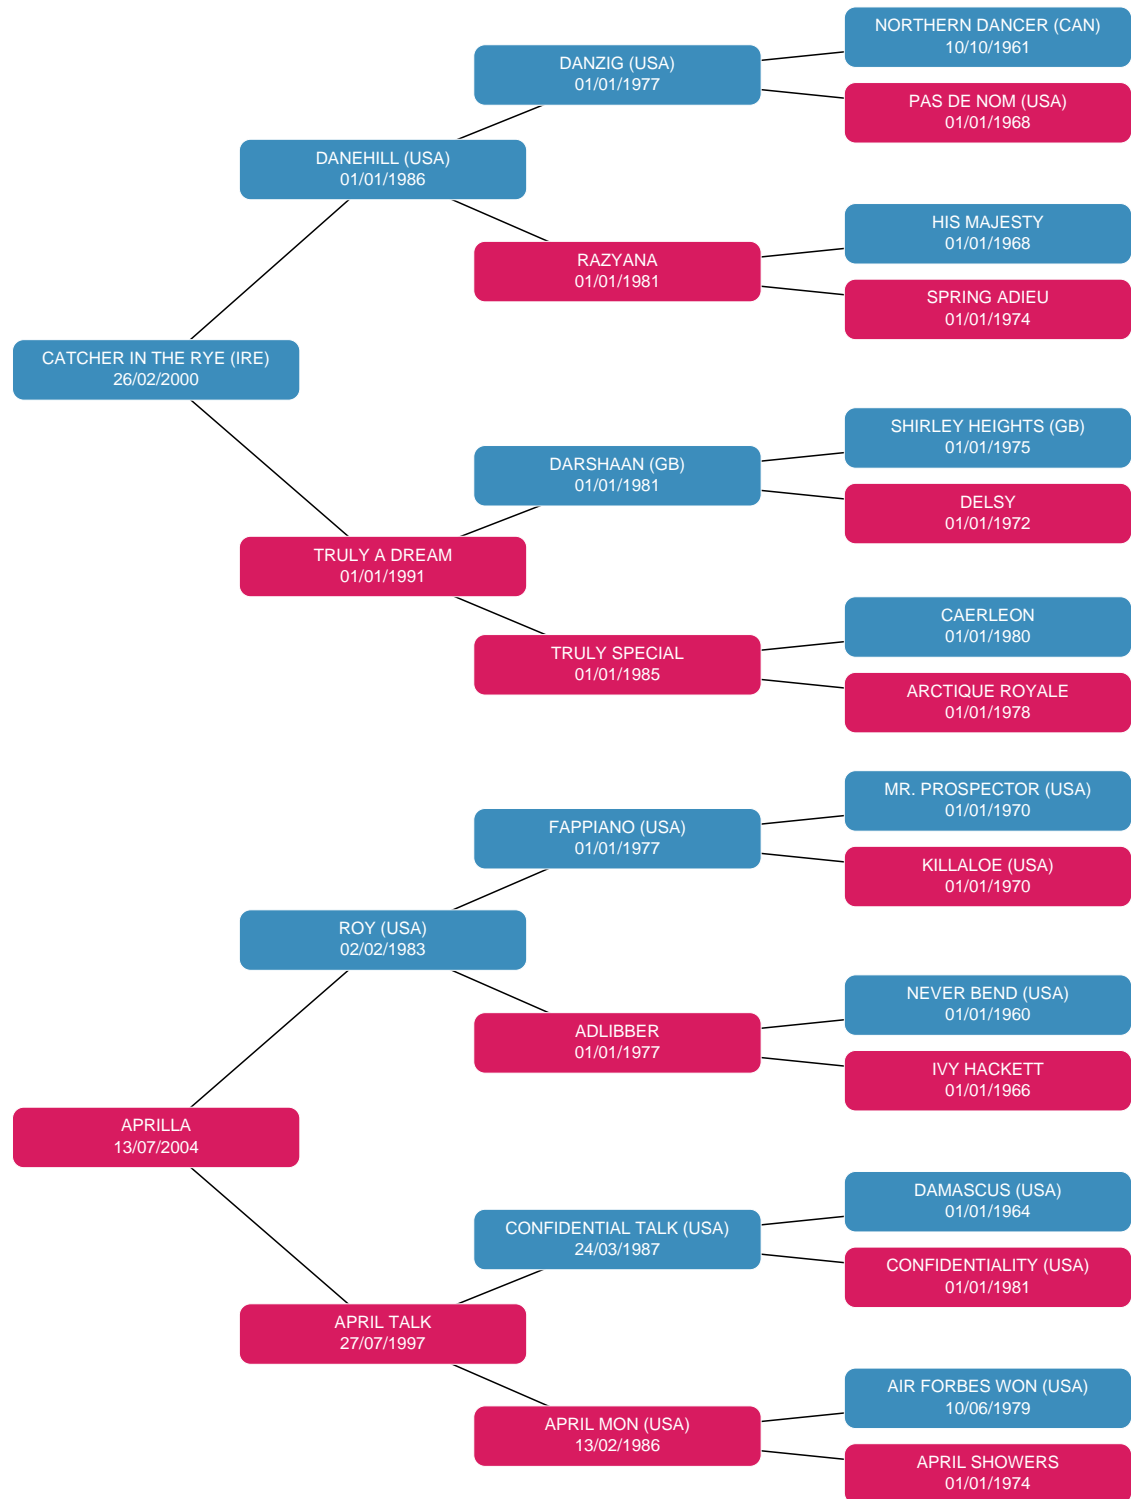 NORTHERN DANCER (CAN)
10/10/1961
DANZIG (USA)
01/01/1977
PAS DE NOM (USA)
01/01/1968
DANEHILL (USA)
01/01/1986
HIS MAJESTY
01/01/1968
RAZYANA
01/01/1981
SPRING ADIEU
01/01/1974
CATCHER IN THE RYE (IRE)
26/02/2000
SHIRLEY HEIGHTS (GB)
01/01/1975
DARSHAAN (GB)
01/01/1981
DELSY
01/01/1972
TRULY A DREAM
01/01/1991
CAERLEON
01/01/1980
TRULY SPECIAL
01/01/1985
ARCTIQUE ROYALE
01/01/1978
MR. PROSPECTOR (USA)
01/01/1970
FAPPIANO (USA)
01/01/1977
KILLALOE (USA)
01/01/1970
ROY (USA)
02/02/1983
NEVER BEND (USA)
01/01/1960
ADLIBBER
01/01/1977
IVY HACKETT
01/01/1966
APRILLA
13/07/2004
DAMASCUS (USA)
01/01/1964
CONFIDENTIAL TALK (USA)
24/03/1987
CONFIDENTIALITY (USA)
01/01/1981
APRIL TALK
27/07/1997
AIR FORBES WON (USA)
10/06/1979
APRIL MON (USA)
13/02/1986
APRIL SHOWERS
01/01/1974